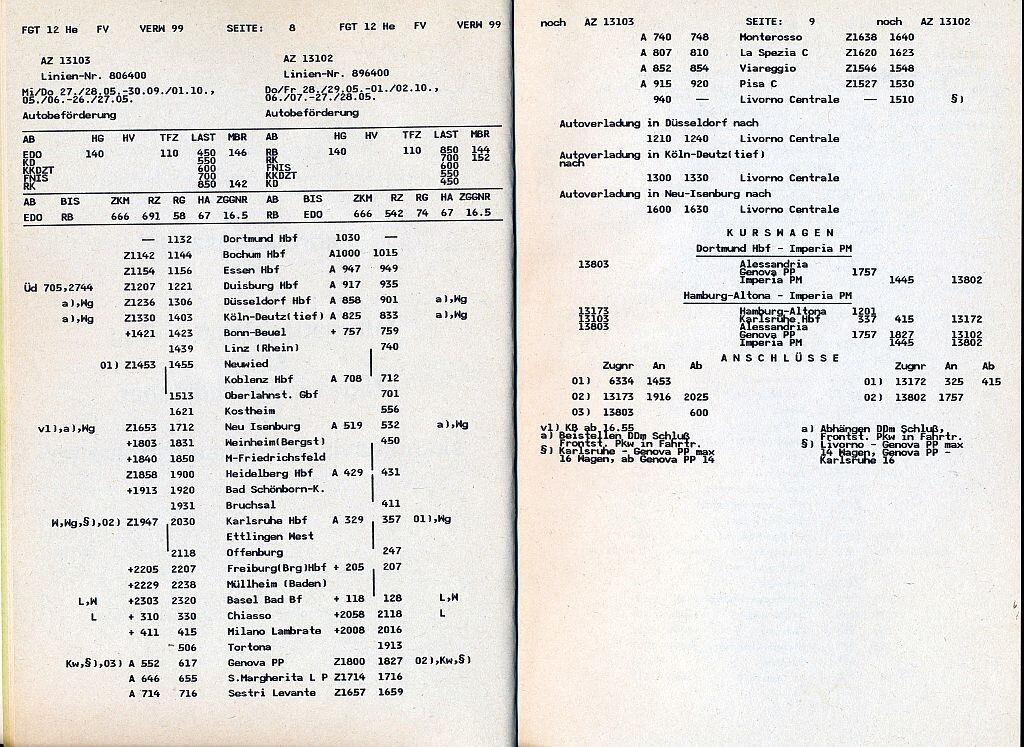 FGT 12 He FV VERW 99 SEITE: 8 FGT 12 He FV VERW 99
AZ 13103 AZ 13102
Linien-Nr. 806400 Linien-Nr. 896400
Mi/Do 27./28.05.-30.09./01.10., Do/Fr 28./29.05.-01./02.10.,
05./06.-26./27.05. 06./07.-27./28.05.
Autobeförderung Autobeförderung
AB HG HV TFZ LAST MBR AB HG HV TFZ LAST MBR
EDO 140 110 450 146 RB 140 110 850 144
KD 550 RK 700 152
KKDZT 600 FNIS 600
FNIS 700 KKDZT 550
RK 850 142 KD 450
AB BIS ZKM RZ RG HA ZGGNR AB BIS ZKM RZ RG HA ZGGNR
EDO RB 666 691 58 67 16.5 RB EDO 666 542 74 67 16.5
— 1132 Dortmund Hbf 1030 —
Z1142 1144 Bochum Hbf A1000 1015
Z1154 1156 Essen Hbf A 947 949
Üd 705,2744 Z1207 1221 Duisburg Hbf A 917 935
a),Wg Z1236 1306 Düsseldorf Hbf A 858 901 a),Wg
a),Wg Z1330 1403 Köln-Deutz(tief) A 825 833 a),Wg
+1421 1423 Bonn-Beuel + 757 759
1439 Linz (Rhein) 740
01) Z1453 1455 Neuwied
Koblenz Hbf A 708 712
1513 Oberlahnst. Gbf 701
1621 Kostheim 556
vl),a),Wg Z1653 1712 Neu Isenburg A 519 532 a),Wg
+1803 1831 Weinheim(Bergst) 450
+1840 1850 M-Friedrichsfeld
Z1858 1900 Heidelberg Hbf A 429 431
+1913 1920 Bad Schönborn-K.
1931 Bruchsal 411
W,Wg,§),02) Z1947 2030 Karlsruhe Hbf A 329 357 01),Wg
Ettlingen West
2118 Offenburg 247
+2205 2207 Freiburg(Brg)Hbf + 205 207
+2229 2238 Müllheim (Baden)
L,W +2303 2320 Basel Bad Bf + 118 128 L,W
L + 310 330 Chiasso +2058 2118 L
+ 411 415 Milano Lambrate +2008 2016
506 Tortona 1913
Kw,§),03) A 552 617 Genova PP Z1800 1827 02),Kw,§)
A 646 655 S.Margherita L P Z1714 1716
A 714 716 Sestri Levante Z1657 1659
noch AZ 13103 SEITE: 9 noch AZ 13102
A 740 748 Monterosso Z1638 1640
A 807 810 La Spezia C Z1620 1623
A 852 854 Viareggio Z1546 1548
A 915 920 Pisa C Z1527 1530
940 — Livorno Centrale — 1510 §)
Autoverladung in Düsseldorf nach
1210 1240 Livorno Centrale
Autoverladung in Köln-Deutz(tief)
nach
1300 1330 Livorno Centrale
Autoverladung in Neu-Isenburg nach
1600 1630 Livorno Centrale
KURSWAGEN
Dortmund Hbf - Imperia PM
13803 Alessandria
Genova PP 1757
Imperia PM 1445 13802
Hamburg-Altona - Imperia PM
13173 Hamburg-Altona 1201
13103 Karlsruhe Hbf 337 415 13172
13803 Alessandria
Genova PP 1757 1827 13102
Imperia PM 1445 13802
ANSCHLÜSSE
Zugnr An Ab Zugnr An Ab
01) 6334 1453 01) 13172 325 415
02) 13173 1916 2025 02) 13802 1757
03) 13803 600
vl) KB ab 16.55
a) Beistellen DDm Schluß
Frontst. Pkw in Fahrtr.
§) Karlsruhe - Genova PP max
16 Wagen, ab Genova PP 14
a) Abhängen DDm Schluß,
Frontst. Pkw in Fahrtr.
§) Livorno - Genova PP max
14 Wagen, Genova PP -
Karlsruhe 16